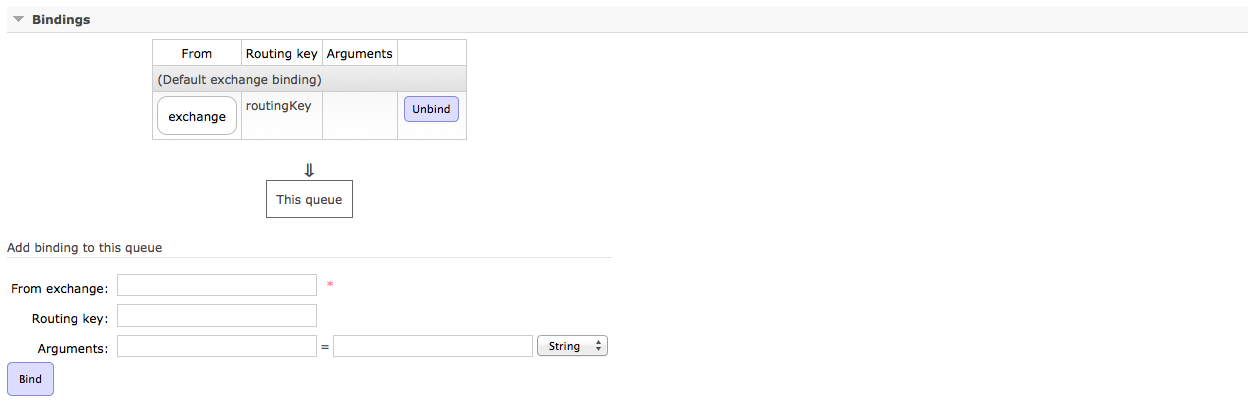 Bindings
From Routing key Arguments
(Default exchange binding)
exchange routingKey Unbind
⇓
This queue
Add binding to this queue
From exchange: *
Routing key:
Arguments: = String
Bind